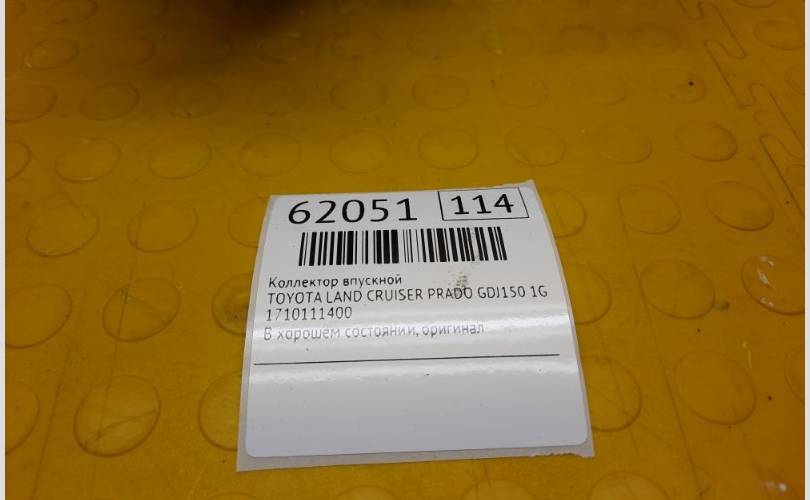 62051 114
Коллектор впускной
TOYOTA LAND CRUISER PRADO GDJ150 1G
1710111400
В хорошем состоянии, оригинал